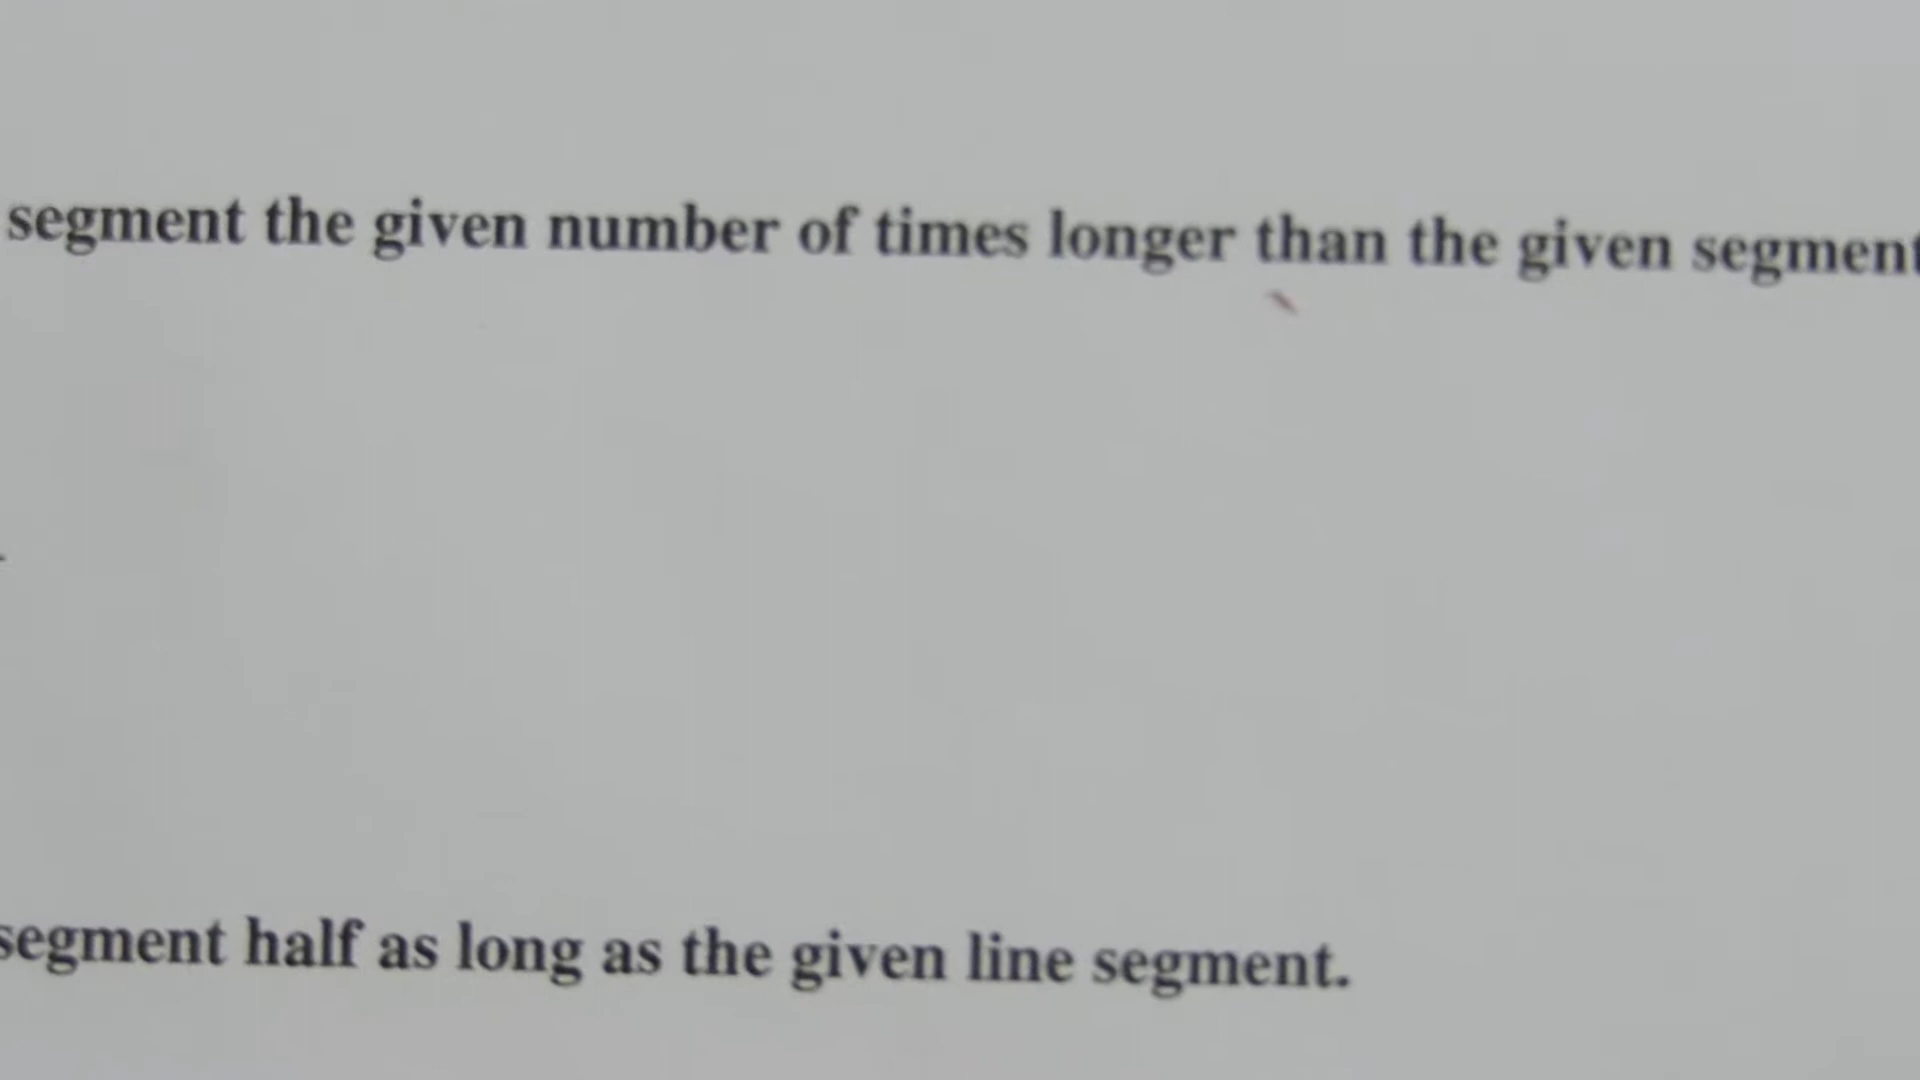 segment the given number of times longer than the given segment
segment half as long as the given line segment.